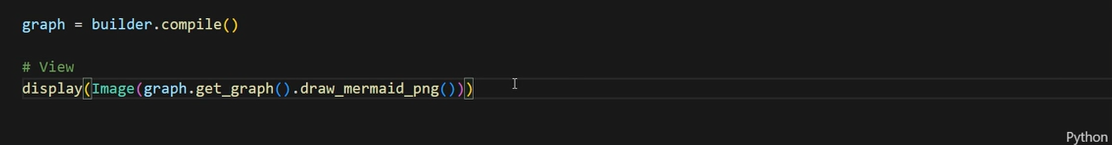 graph = builder.compile()
# View
display(Image(graph.get_graph().draw_mermaid_png()))
Python